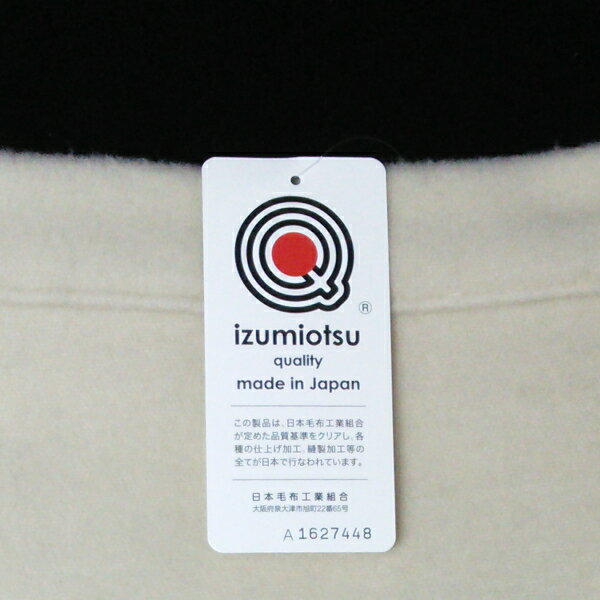 Q
®
izumiotsu
quality
made in Japan
この製品は、日本毛布工業組合
が定めた品質基準をクリアし、各
種の仕上げ加工、縫製加工等の
全てが日本で行なわれています。
日本毛布工業組合
大阪府泉大津市旭町22番65号
A 1627448